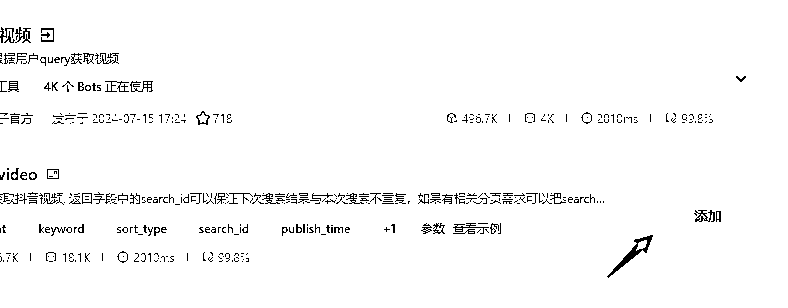 视频
据用户query获取视频
工具 4K 个 Bots 正在使用
子官方 发布于 2024-07-15 17:24 718 496.7K 4K 2010ms 99.8%
video
取抖音视频, 返回字段中的search_id可以保证下次搜索结果与本次搜索不重复，如果有相关分页需求可以把search...
添加
nt keyword sort_type search_id publish_time +1 参数 查看示例
6.7K 18.1K 2010ms 99.8%